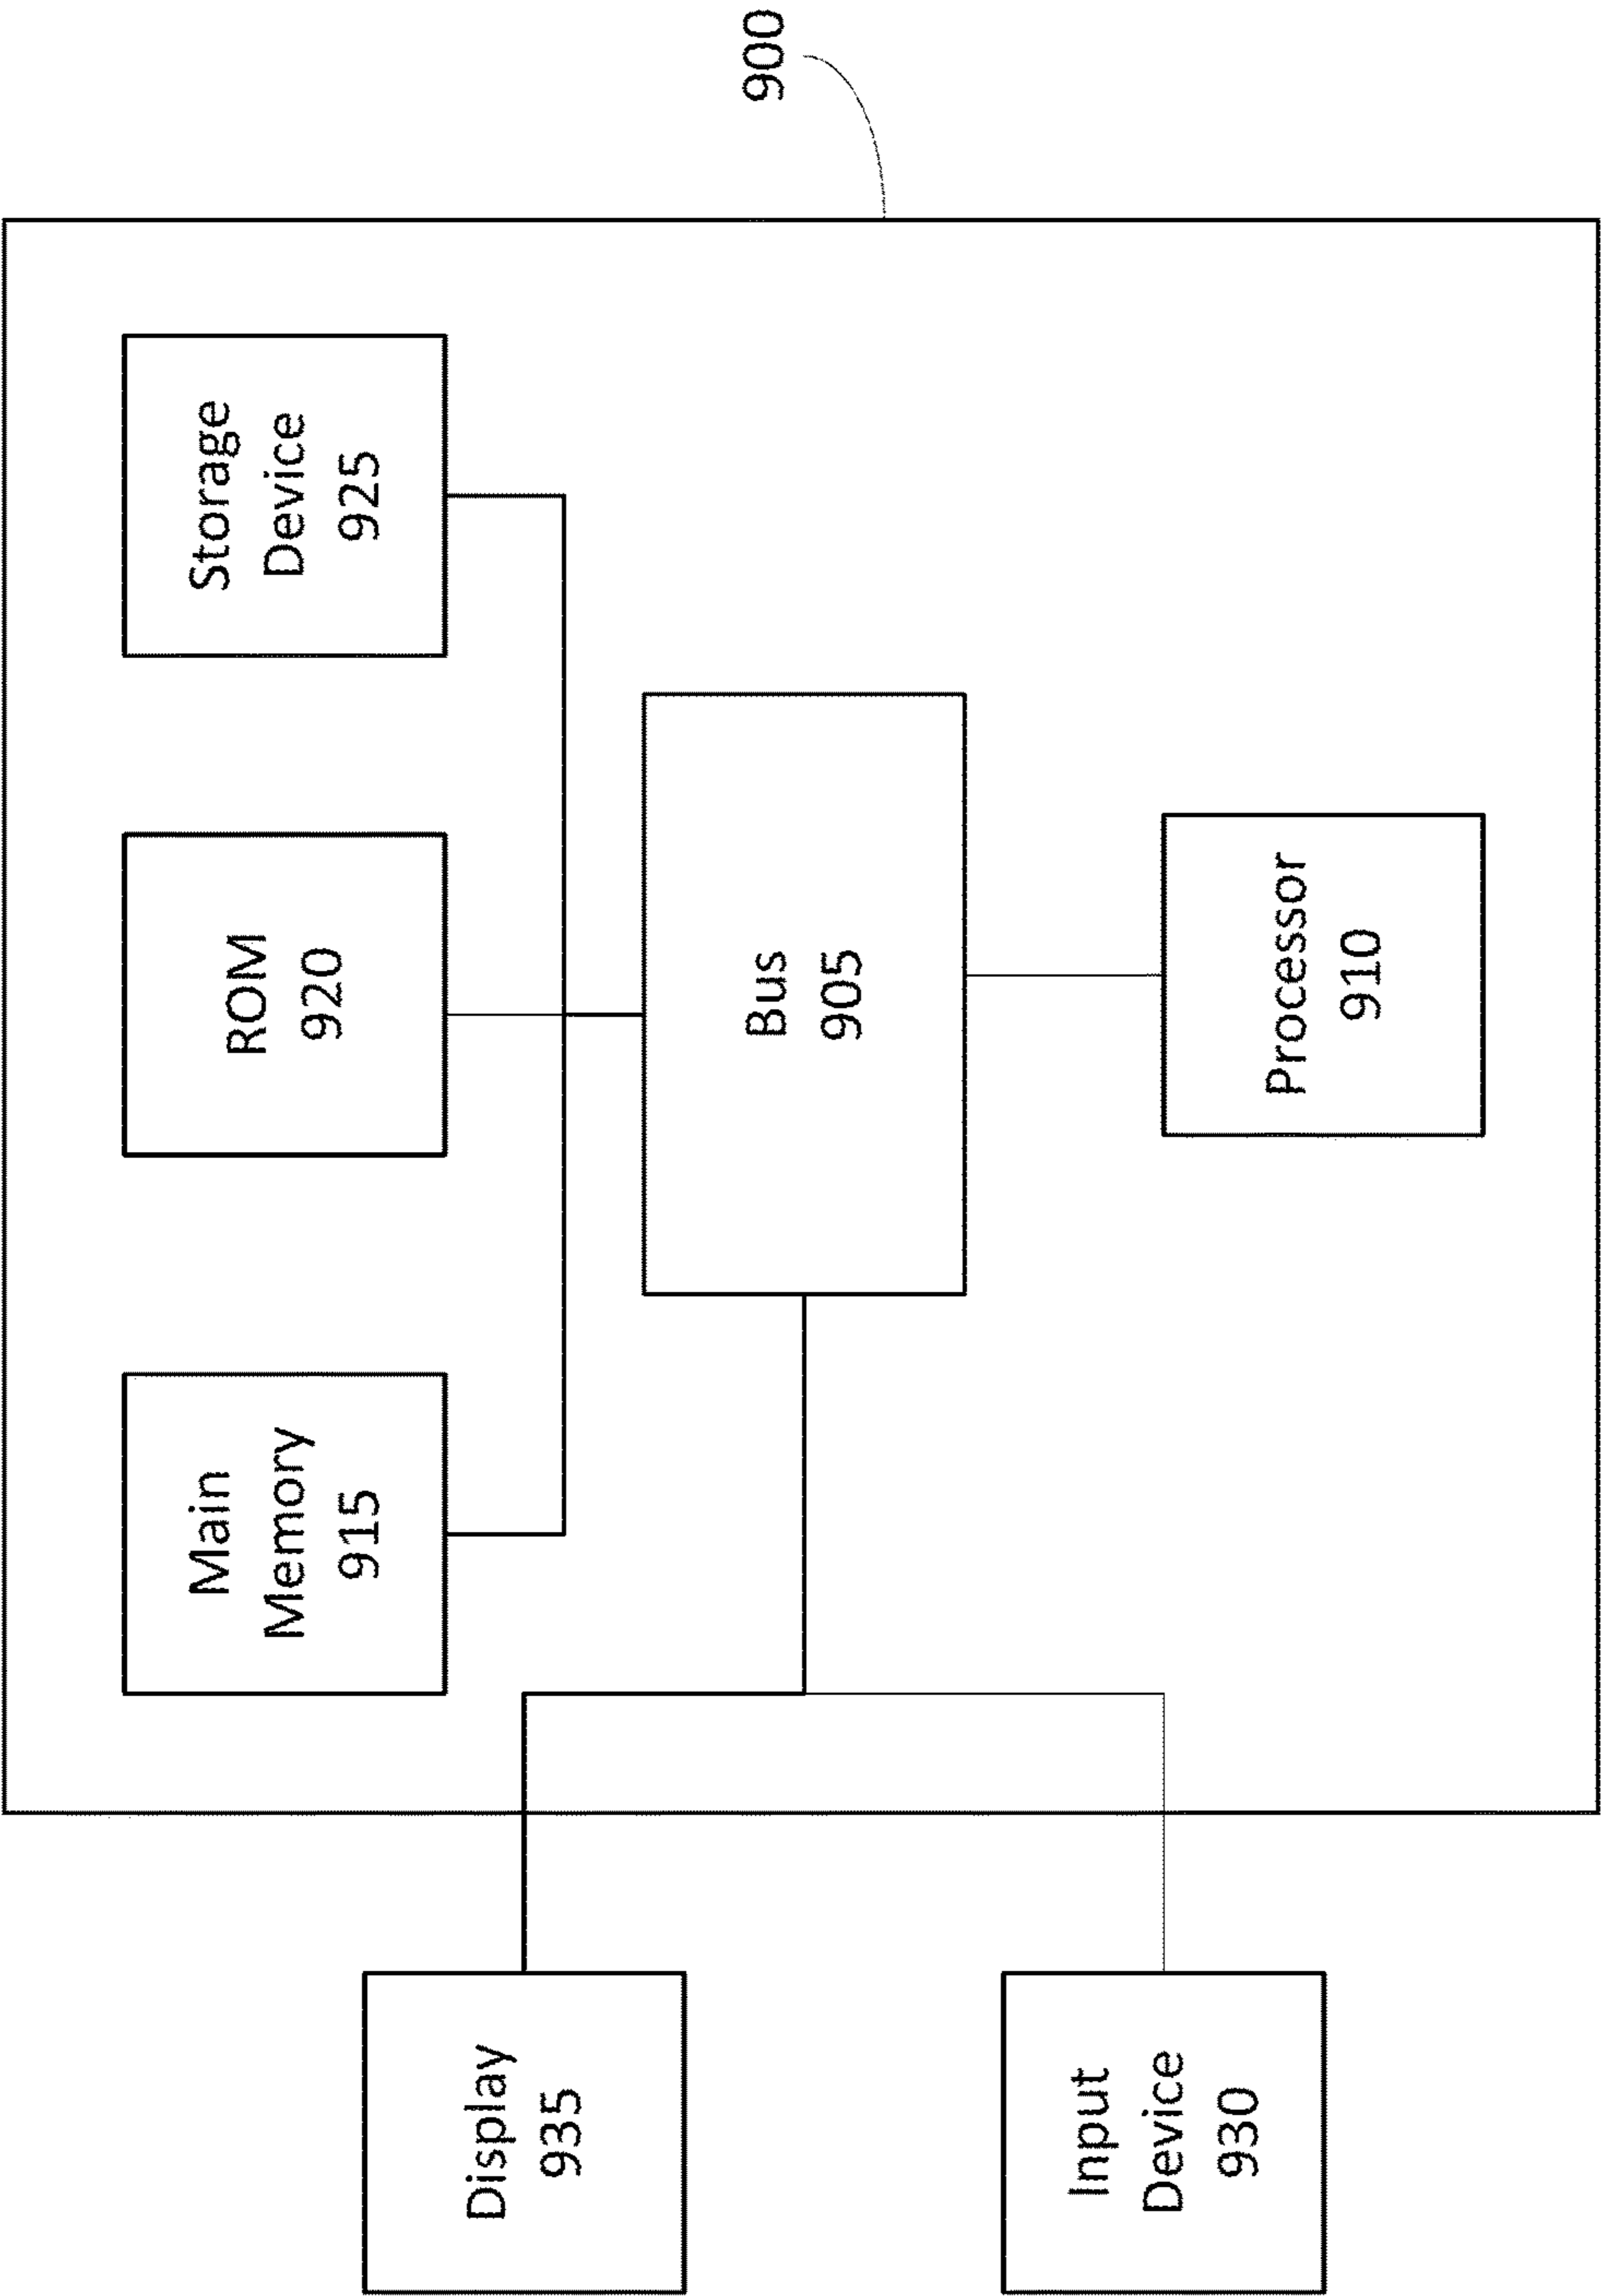 900
Main
Memory
915
ROM
920
Storage
Device
925
Display
935
Bus
905
Input
Device
930
Processor
910